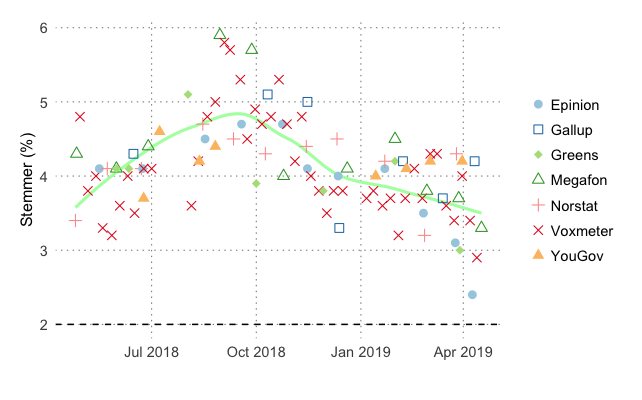 Stemmer (%)
6
5
4
3
2
Jul 2018
Oct 2018
Jan 2019
Apr 2019
Epinion
Gallup
Greens
Megafon
Norstat
Voxmeter
YouGov